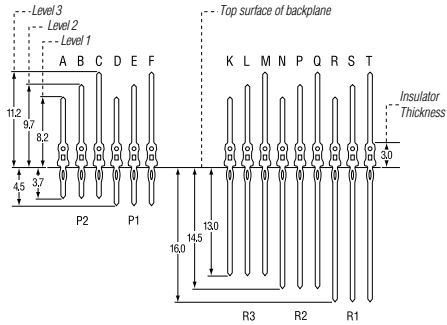 Level 3
Top surface of backplane
Level 2
Level 1
A B C D E F
K L M N P Q R S T
Insulator
Thickness
11.2
9.7
8.2
3.0
4.5
3.7
13.0
14.5
16.0
P2 P1
R3 R2 R1